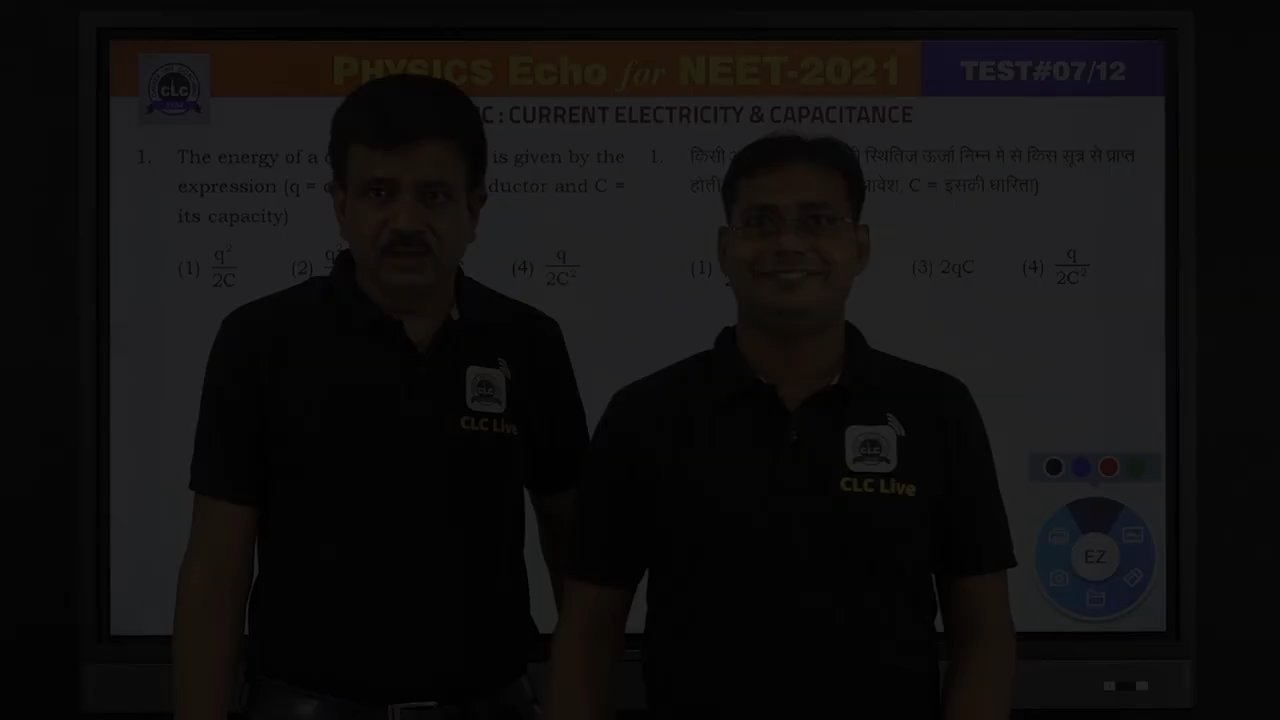 PHYSICS Echo for NEET-2021
TEST#07/12
CLC
C : CURRENT ELECTRICITY & CAPACITANCE
1. The energy of a is given by the
expression (q = ductor and C =
its capacity)
(1) q²/2C (2) (4) q/2C²
1. किसी स्थितिज ऊर्जा निम्न मे से किस सूत्र से प्राप्त
होती आवेश, C = इसकी धारिता)
(1) (3) 2qC (4) q/2C²
CLC
CLC Live
CLC
CLC Live
EZ